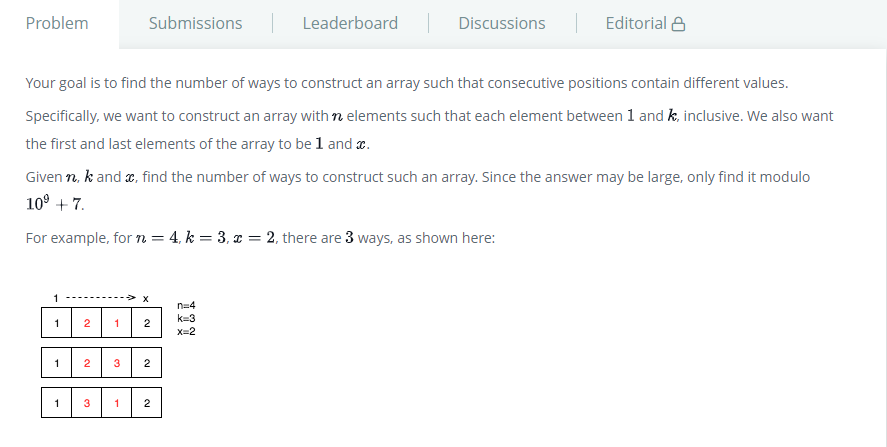 Problem Submissions Leaderboard Discussions Editorial
Your goal is to find the number of ways to construct an array such that consecutive positions contain different values.
Specifically, we want to construct an array with n elements such that each element between 1 and k, inclusive. We also want
the first and last elements of the array to be 1 and x.
Given n, k and x, find the number of ways to construct such an array. Since the answer may be large, only find it modulo
10⁹ + 7.
For example, for n = 4, k = 3, x = 2, there are 3 ways, as shown here:
1 ----------> x
n=4
k=3
x=2
1 2 1 2
1 2 3 2
1 3 1 2